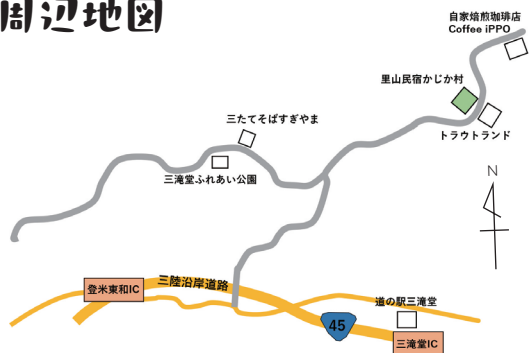 周辺地図
自家焙煎珈琲店
Coffee iPPO
里山民宿かじか村
トラウトランド
三たてそばすぎやま
三滝堂ふれあい公園
N
三陸沿岸道路
登米東和IC
道の駅三滝堂
45
三滝堂IC